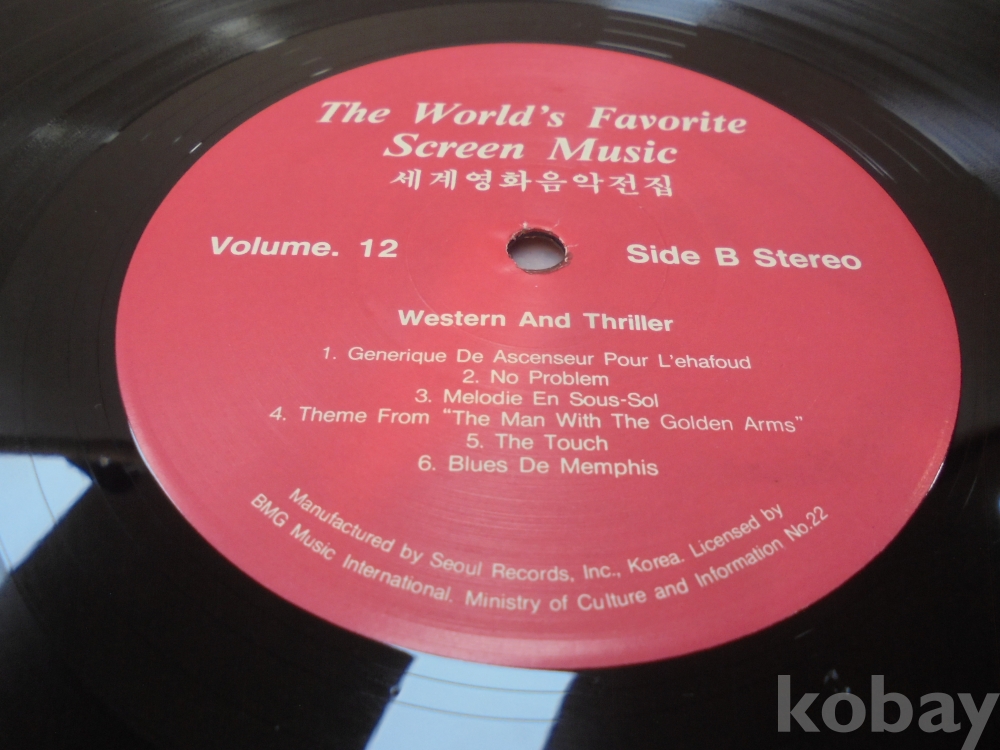 The World's Favorite
Screen Music
세계영화음악전집
Volume. 12
Side B Stereo
Western And Thriller
1. Generique De Ascenseur Pour L'ehafoud
2. No Problem
3. Melodie En Sous-Sol
4. Theme From "The Man With The Golden Arms"
5. The Touch
6. Blues De Memphis
Manufactured by Seoul Records, Inc., Korea. Licensed by
BMG Music International. Ministry of Culture and Information No.22
kobay